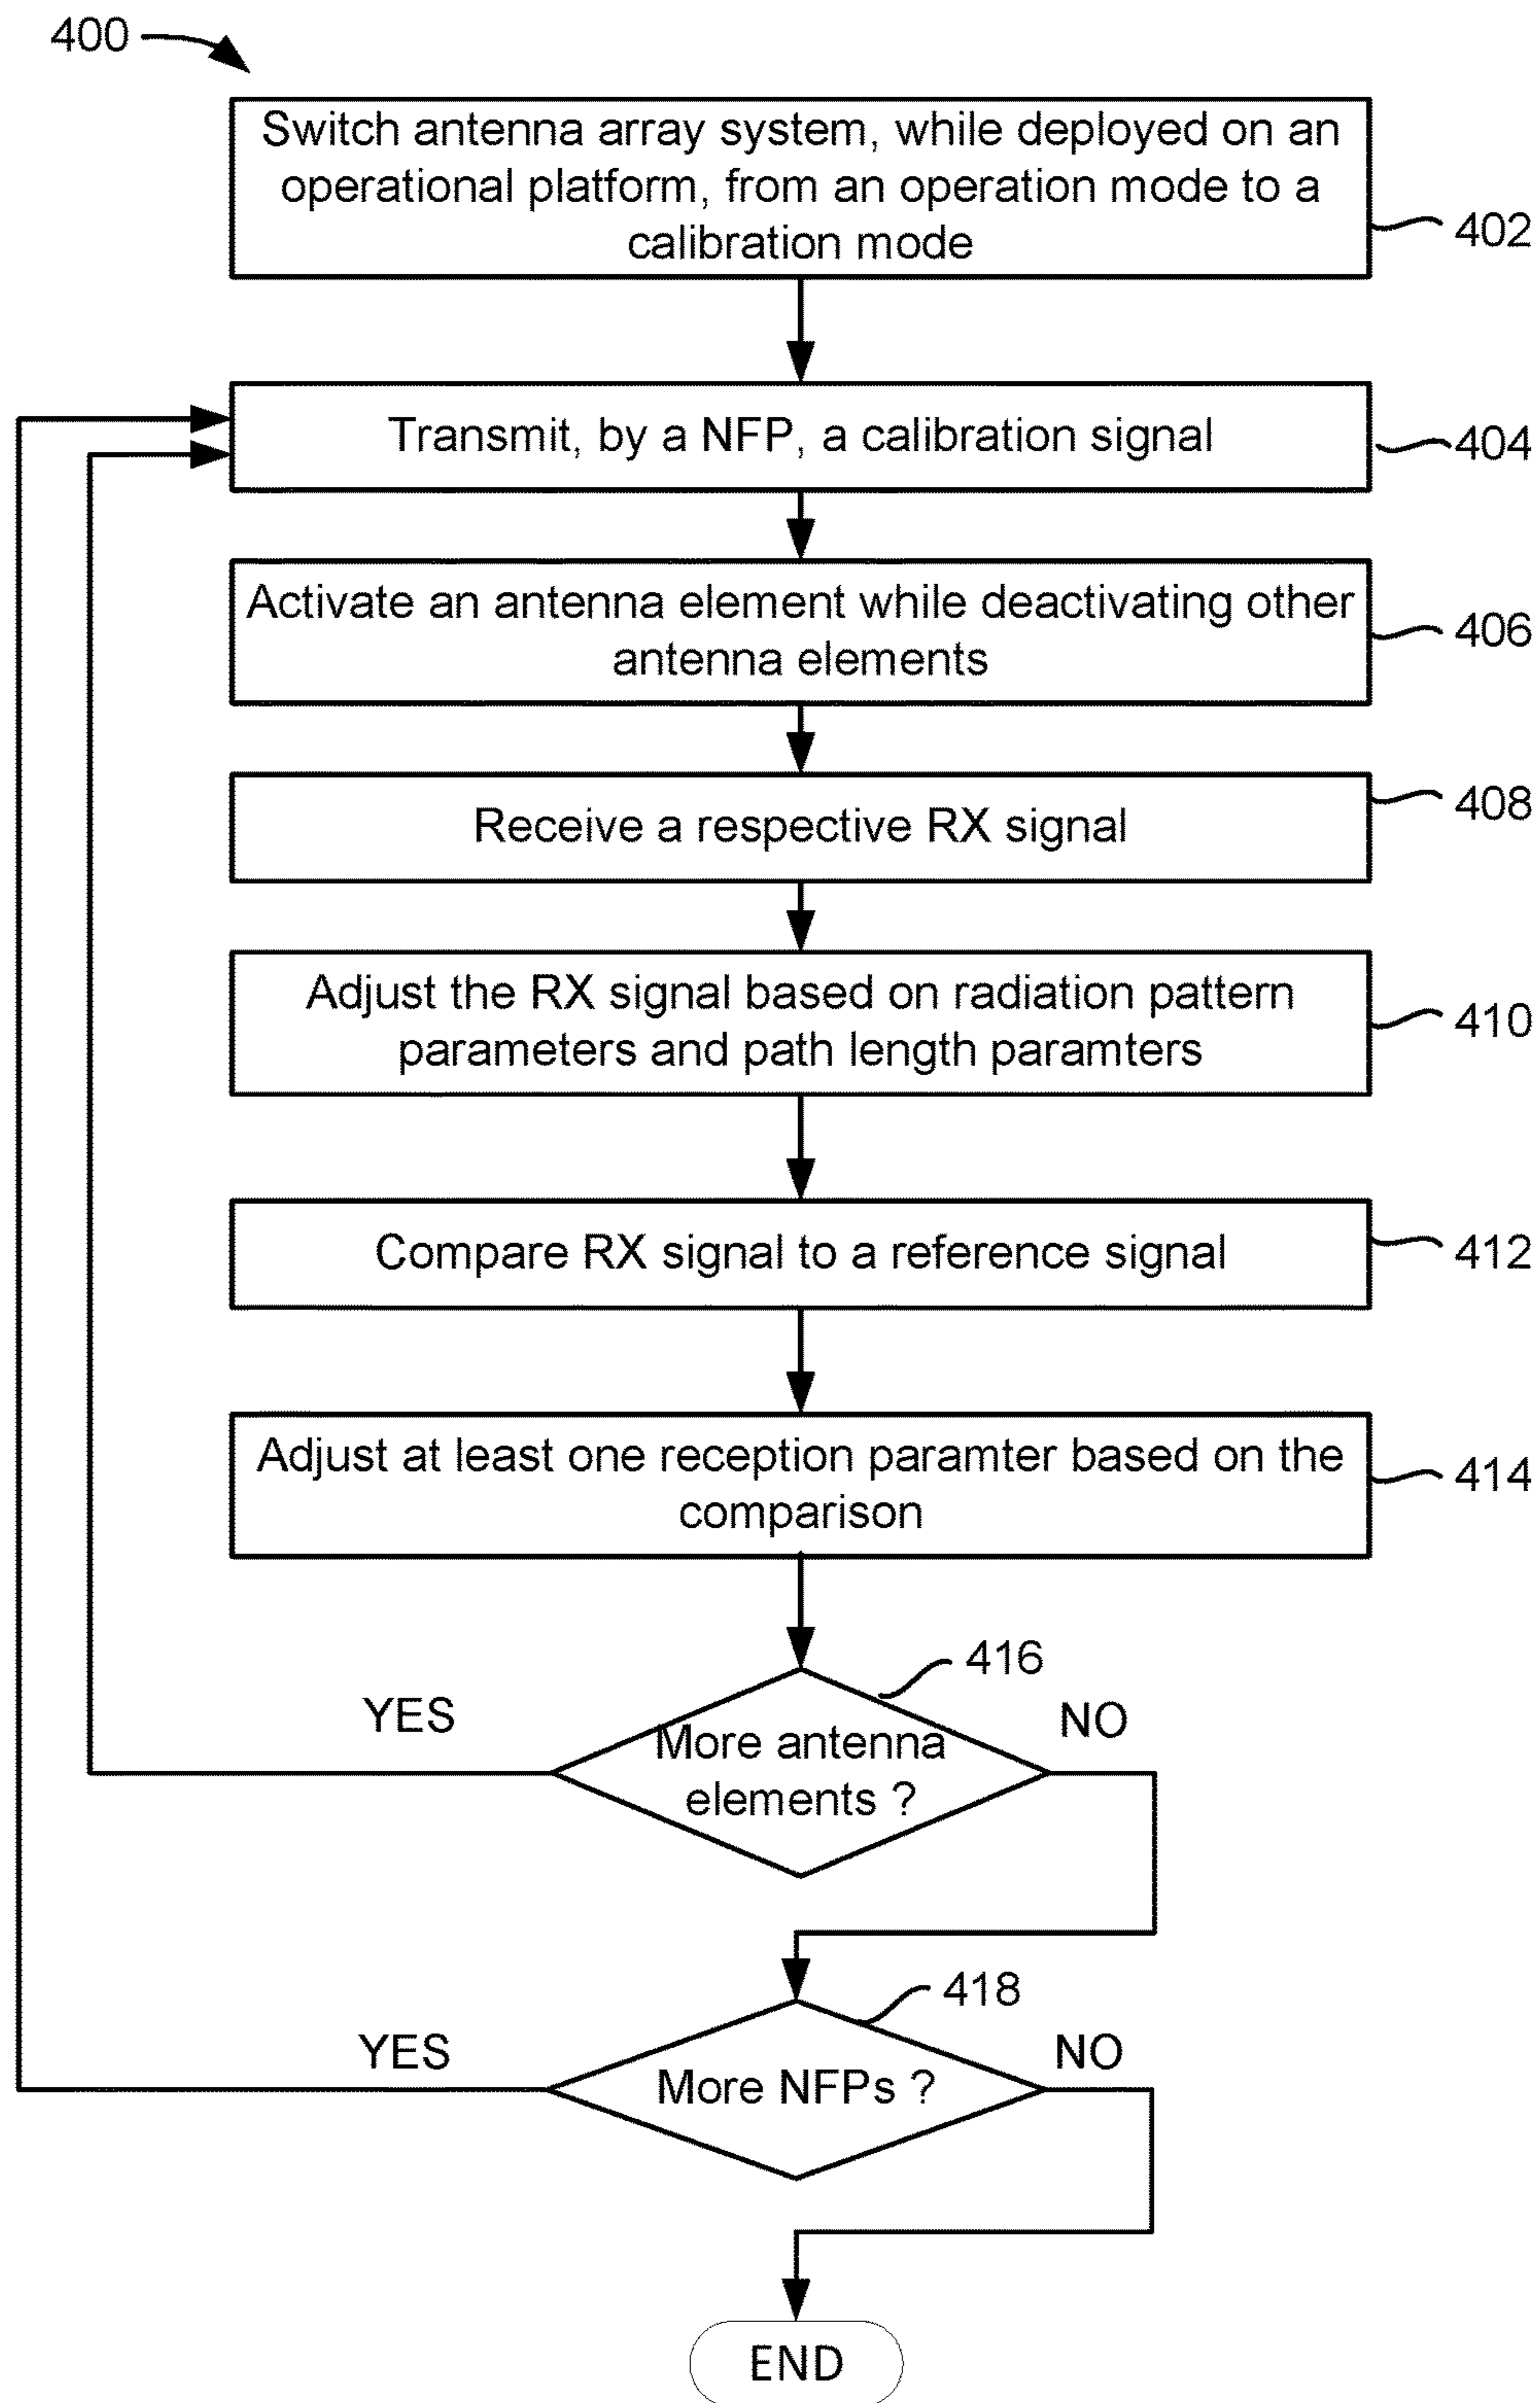 400
Switch antenna array system, while deployed on an
operational platform, from an operation mode to a
calibration mode
402
Transmit, by a NFP, a calibration signal
404
Activate an antenna element while deactivating other
antenna elements
406
Receive a respective RX signal
408
Adjust the RX signal based on radiation pattern
parameters and path length paramters
410
Compare RX signal to a reference signal
412
Adjust at least one reception paramter based on the
comparison
414
416
YES
NO
More antenna
elements ?
418
YES
NO
More NFPs ?
END